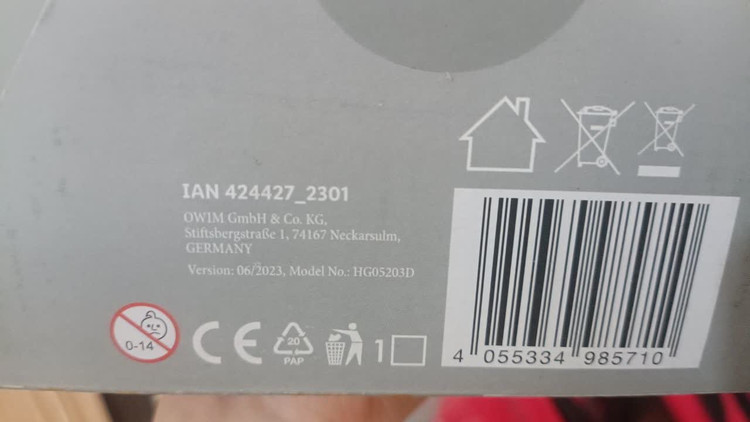 IAN 424427_2301
OWIM GmbH & Co. KG,
Stiftsbergstraße 1, 74167 Neckarsulm,
GERMANY
Version: 06/2023, Model No.: HG05203D
0-14
CE
20
PAP
1
4 055334 985710